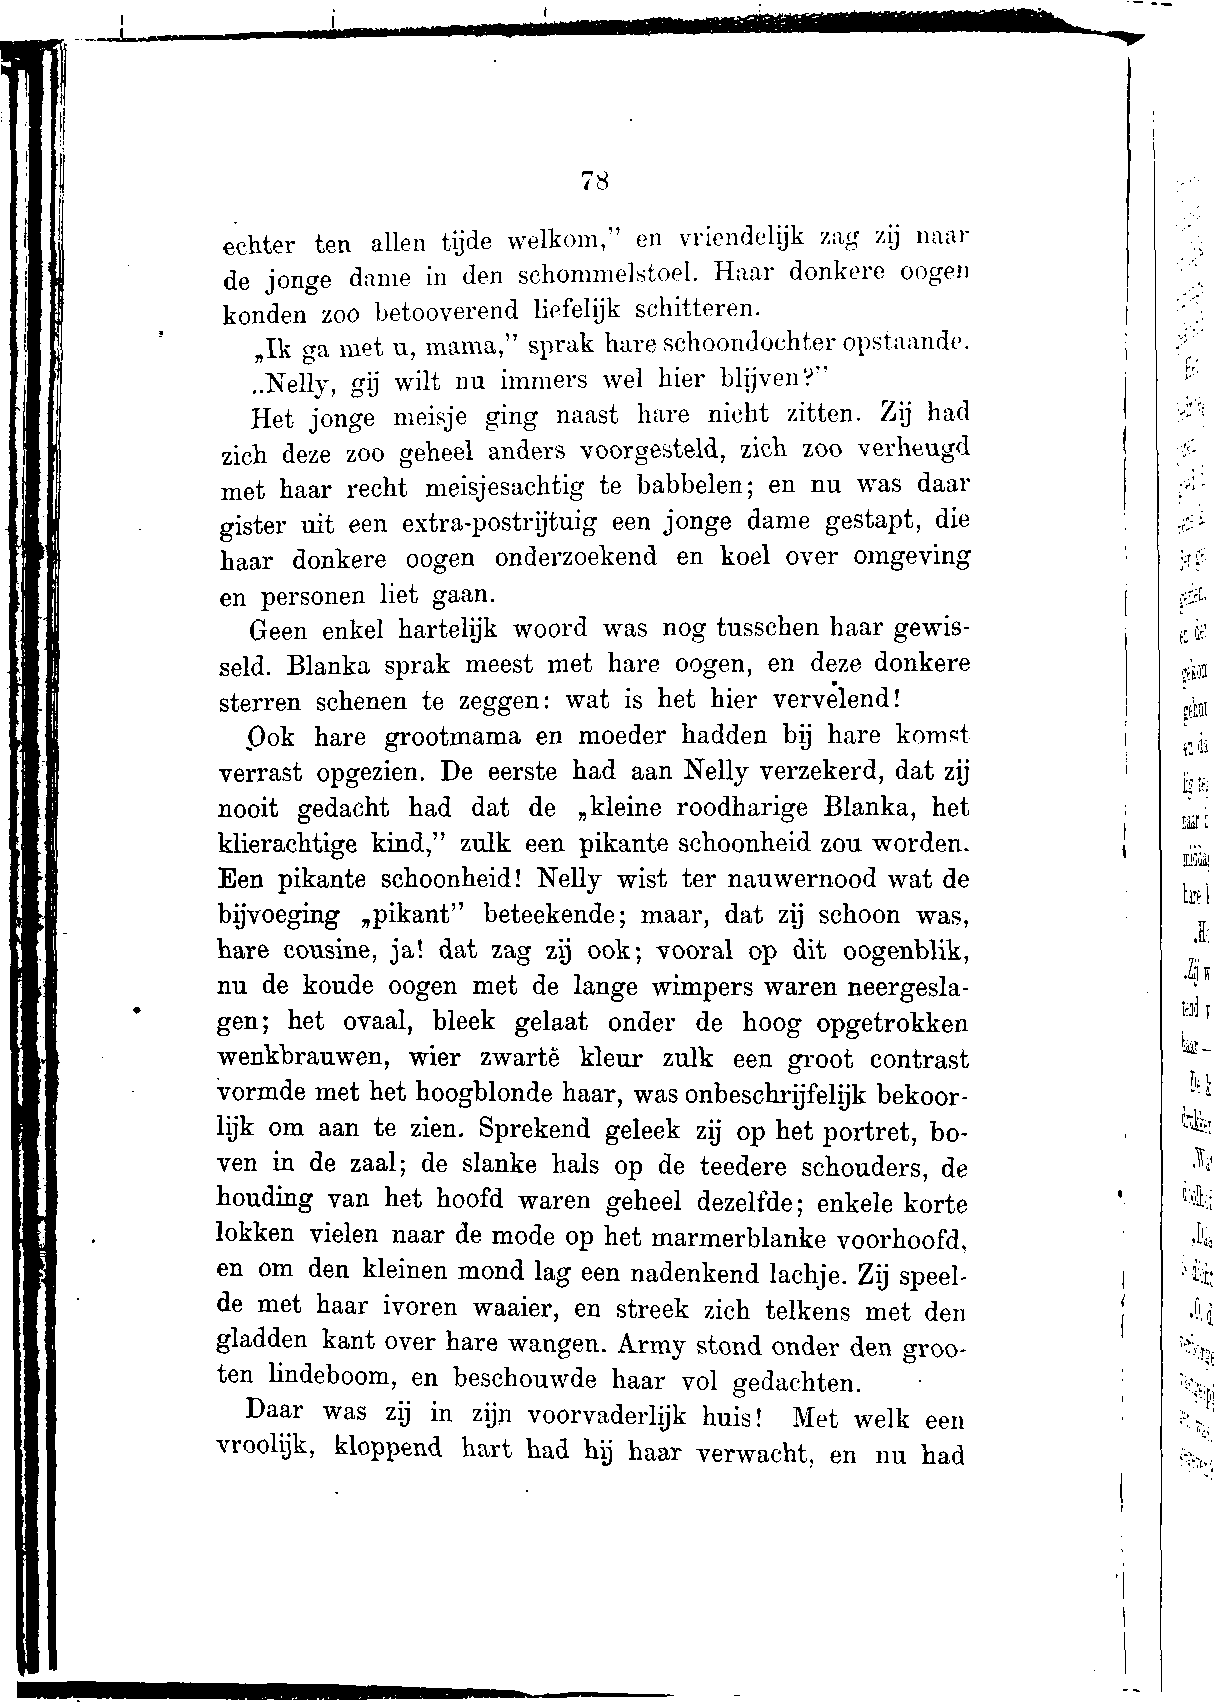 78
echter ten allen tijde welkom,” en vriendelijk zag zij naar
de jonge dame in den schommelstoel. Haar donkere oogen
konden zoo betooverend liefelijk schitteren.
„Ik ga met u, mama,” sprak hare schoondochter opstaande.
„Nelly, gij wilt nu immers wel hier blijven?”
Het jonge meisje ging naast hare nicht zitten. Zij had
zich deze zoo geheel anders voorgesteld, zich zoo verheugd
met haar recht meisjesachtig te babbelen; en nu was daar
gister uit een extra-postrijtuig een jonge dame gestapt, die
haar donkere oogen onderzoekend en koel over omgeving
en personen liet gaan.
Geen enkel hartelijk woord was nog tusschen haar gewis-
seld. Blanka sprak meest met hare oogen, en deze donkere
sterren schenen te zeggen: wat is het hier vervelend!
Ook hare grootmama en moeder hadden bij hare komst
verrast opgezien. De eerste had aan Nelly verzekerd, dat zij
nooit gedacht had dat de „kleine roodharige Blanka, het
klierachtige kind,” zulk een pikante schoonheid zou worden.
Een pikante schoonheid! Nelly wist ter nauwernood wat de
bijvoeging „pikant” beteekende; maar, dat zij schoon was,
hare cousine, ja! dat zag zij ook; vooral op dit oogenblik,
nu de koude oogen met de lange wimpers waren neergesla-
gen; het ovaal, bleek gelaat onder de hoog opgetrokken
wenkbrauwen, wier zwarte kleur zulk een groot contrast
vormde met het hoogblonde haar, was onbeschrijfelijk bekoor-
lijk om aan te zien. Sprekend geleek zij op het portret, bo-
ven in de zaal; de slanke hals op de teedere schouders, de
houding van het hoofd waren geheel dezelfde; enkele korte
lokken vielen naar de mode op het marmerblanke voorhoofd,
en om den kleinen mond lag een nadenkend lachje. Zij speel-
de met haar ivoren waaier, en streek zich telkens met den
gladden kant over hare wangen. Army stond onder den groo-
ten lindeboom, en beschouwde haar vol gedachten.
Daar was zij in zijn voorvaderlijk huis! Met welk een
vroolijk, kloppend hart had hij haar verwacht, en nu had